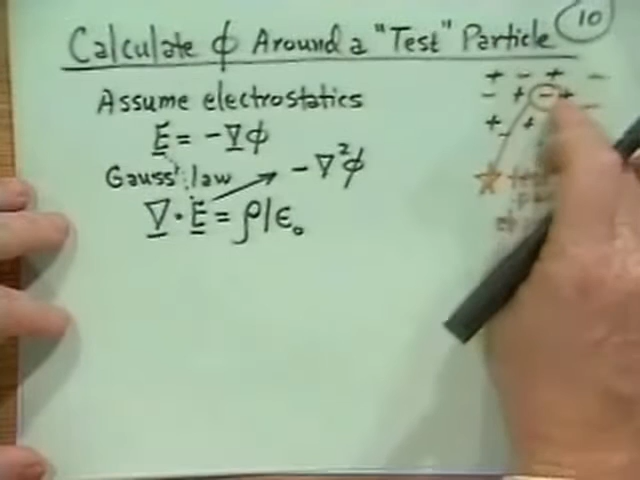 10
Calculate ϕ Around a "Test" Particle
Assume electrostatics
E = -∇ϕ
Gauss' law → -∇²ϕ
∇·E = ρ/ϵ₀
+ - + -
- + - +
+ - +